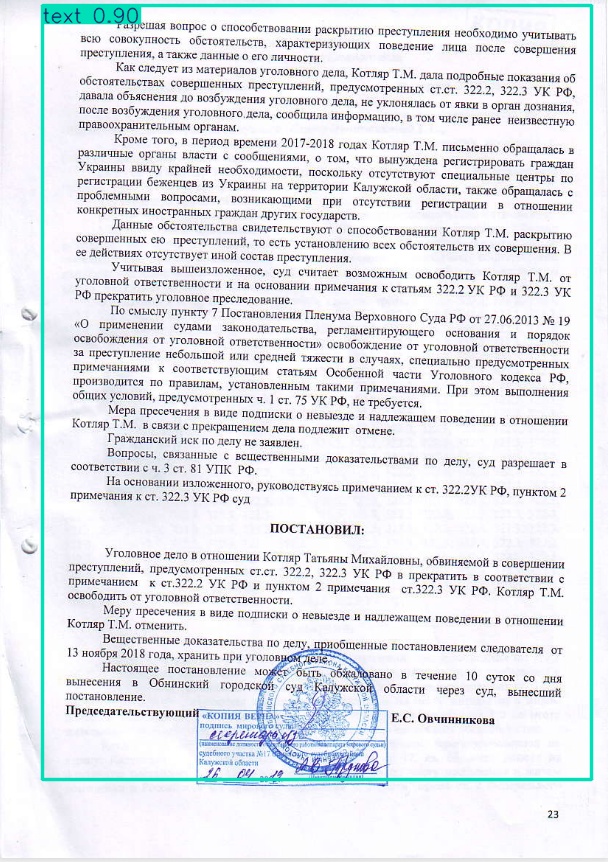 text 0.90
Разрешая вопрос о способствовании раскрытию преступления необходимо учитывать
всю совокупность обстоятельств, характеризующих поведение лица после совершения
преступления, а также данные о его личности.
Как следует из материалов уголовного дела, Котляр Т.М. дала подробные показания об
обстоятельствах совершенных преступлений, предусмотренных ст.ст. 322.2, 322.3 УК РФ,
давала объяснения до возбуждения уголовного дела, не уклонялась от явки в орган дознания,
после возбуждения уголовного дела, сообщила информацию, в том числе ранее неизвестную
правоохранительным органам.
Кроме того, в период времени 2017-2018 годах Котляр Т.М. письменно обращалась в
различные органы власти с сообщениями, о том, что вынуждена регистрировать граждан
Украины ввиду крайней необходимости, поскольку отсутствуют специальные центры по
регистрации беженцев из Украины на территории Калужской области, также обращалась с
проблемными вопросами, возникающими при отсутствии регистрации в отношении
конкретных иностранных граждан других государств.
Данные обстоятельства свидетельствуют о способствовании Котляр Т.М. раскрытию
совершенных ею преступлений, то есть установлению всех обстоятельств их совершения. В
ее действиях отсутствует иной состав преступления.
Учитывая вышеизложенное, суд считает возможным освободить Котляр Т.М. от
уголовной ответственности и на основании примечания к статьям 322.2 УК РФ и 322.3 УК
РФ прекратить уголовное преследование.
По смыслу пункту 7 Постановления Пленума Верховного Суда РФ от 27.06.2013 № 19
«О применении судами законодательства, регламентирующего основания и порядок
освобождения от уголовной ответственности» освобождение от уголовной ответственности
за преступление небольшой или средней тяжести в случаях, специально предусмотренных
примечаниями к соответствующим статьям Особенной части Уголовного кодекса РФ,
производится по правилам, установленным такими примечаниями. При этом выполнения
общих условий, предусмотренных ч. 1 ст. 75 УК РФ, не требуется.
Мера пресечения в виде подписки о невыезде и надлежащем поведении в отношении
Котляр Т.М. в связи с прекращением дела подлежит отмене.
Гражданский иск по делу не заявлен.
Вопросы, связанные с вещественными доказательствами по делу, суд разрешает в
соответствии с ч. 3 ст. 81 УПК РФ.
На основании изложенного, руководствуясь примечанием к ст. 322.2УК РФ, пунктом 2
примечания к ст. 322.3 УК РФ суд
ПОСТАНОВИЛ:
Уголовное дело в отношении Котляр Татьяны Михайловны, обвиняемой в совершении
преступлений, предусмотренных ст.ст. 322.2, 322.3 УК РФ в прекратить в соответствии с
примечанием к ст.322.2 УК РФ и пунктом 2 примечания ст.322.3 УК РФ. Котляр Т.М.
освободить от уголовной ответственности.
Меру пресечения в виде подписки о невыезде и надлежащем поведении в отношении
Котляр Т.М. отменить.
Вещественные доказательства по делу, приобщенные постановлением следователя от
13 ноября 2018 года, хранить при уголовном деле.
Настоящее постановление может быть обжаловано в течение 10 суток со дня
вынесения в Обнинский городской суд Калужской области через суд, вынесший
постановление.
Председательствующий Е.С. Овчинникова
«КОПИЯ ВЕРНА»
подпись мирового судьи
судебного участка №17
Калужской области
26 04 2019
23